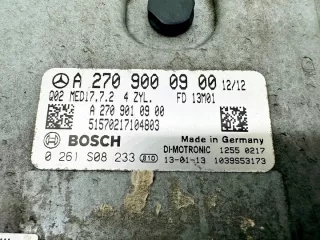 A 270 900 09 00 12/12
Q02 MED17.7.2 4 ZYL. FD 13M01
A 270 901 09 00
51570217104803
BOSCH Made in Germany
DI-MOTRONIC 1255 0217
0 261 S08 233 810 13-01-13 1039S53173